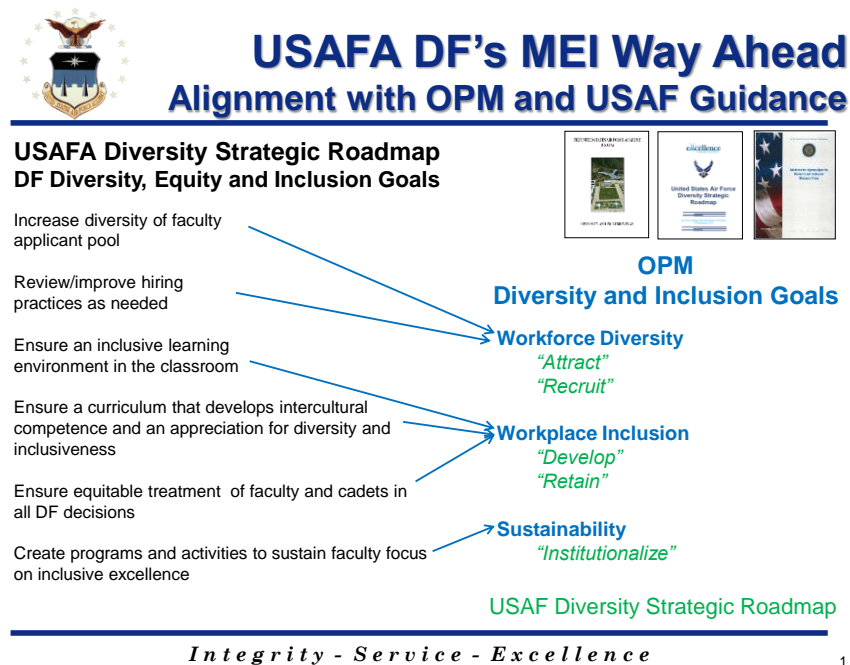 USAFA DF's MEI Way Ahead
Alignment with OPM and USAF Guidance
USAFA Diversity Strategic Roadmap
DF Diversity, Equity and Inclusion Goals
Increase diversity of faculty
applicant pool
Review/improve hiring
practices as needed
Ensure an inclusive learning
environment in the classroom
Ensure a curriculum that develops intercultural
competence and an appreciation for diversity and
inclusiveness
Ensure equitable treatment of faculty and cadets in
all DF decisions
Create programs and activities to sustain faculty focus
on inclusive excellence
excellence
United States Air Force
Diversity Strategic
Roadmap
OPM
Diversity and Inclusion Goals
Workforce Diversity
“Attract”
“Recruit”
Workplace Inclusion
“Develop”
“Retain”
Sustainability
“Institutionalize”
USAF Diversity Strategic Roadmap
Integrity - Service - Excellence
1